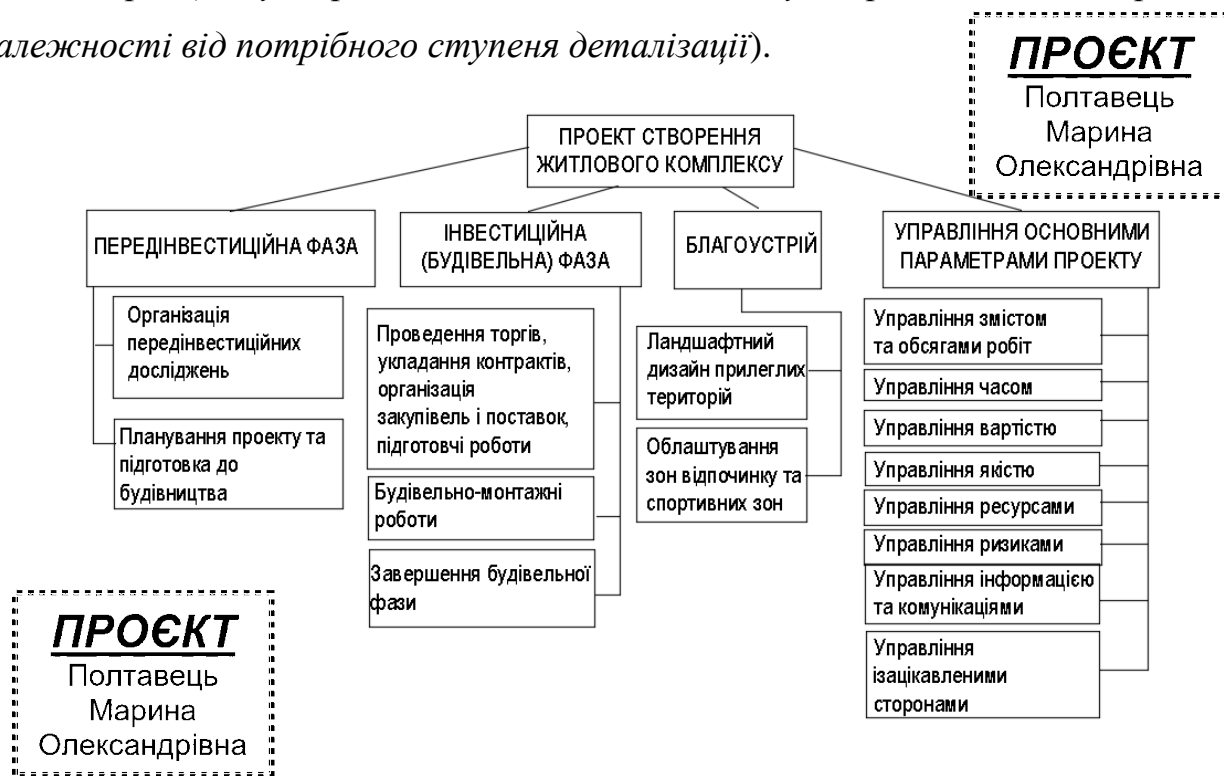 алежності від потрібного ступеня деталізації).
ПРОЄКТ
Полтавець
Марина
Олександрівна
ПРОЕКТ СТВОРЕННЯ
ЖИТЛОВОГО КОМПЛЕКСУ
ПЕРЕДІНВЕСТИЦІЙНА ФАЗА
Організація
передінвестиційних
досліджень
Планування проекту та
підготовка до
будівництва
ІНВЕСТИЦІЙНА
(БУДІВЕЛЬНА) ФАЗА
Проведення торгів,
укладання контрактів,
організація
закупівель і поставок,
підготовчі роботи
Будівельно-монтажні
роботи
Завершення будівельної
фази
БЛАГОУСТРІЙ
Ландшафтний
дизайн прилеглих
територій
Облаштування
зон відпочинку та
спортивних зон
УПРАВЛІННЯ ОСНОВНИМИ
ПАРАМЕТРАМИ ПРОЕКТУ
Управління змістом
та обсягами робіт
Управління часом
Управління вартістю
Управління якістю
Управління ресурсами
Управління ризиками
Управління інформацією
та комунікаціями
Управління
ізацікавленими
сторонами
ПРОЄКТ
Полтавець
Марина
Олександрівна